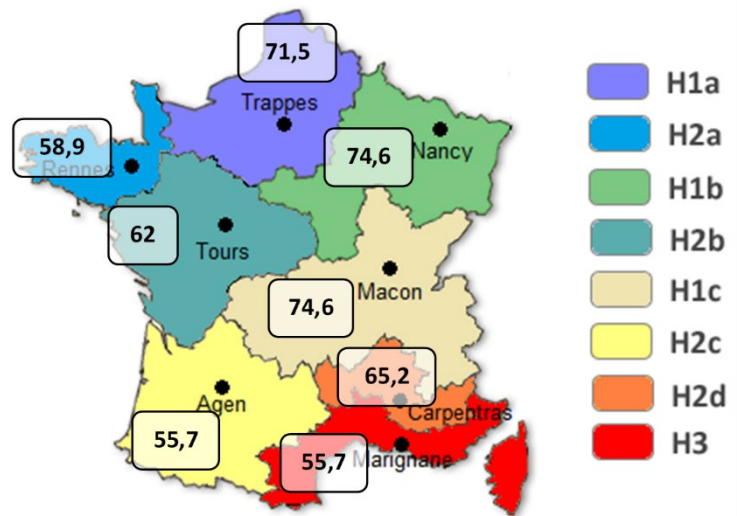 71,5
Trappes
58,9
Rennes
74,6
Nancy
62
Tours
74,6
Macon
65,2
Carpentras
Agen
55,7
55,7
Marignane
H1a
H2a
H1b
H2b
H1c
H2c
H2d
H3